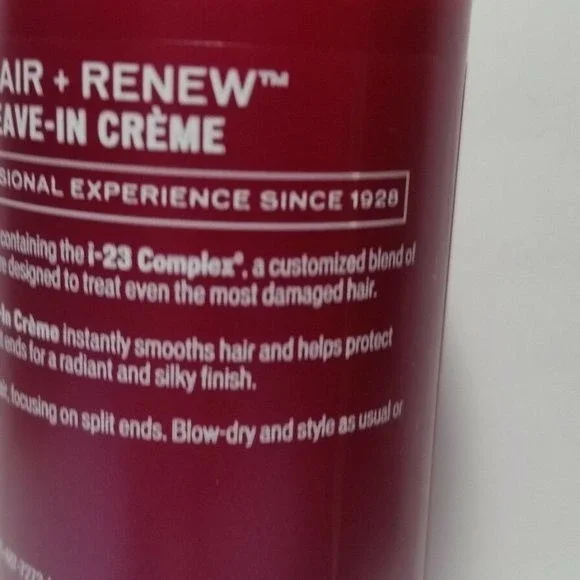 AIR + RENEW™
EAVE-IN CRÈME
SIONAL EXPERIENCE SINCE 1928
containing the i-23 Complex*, a customized blend of
designed to treat even the most damaged hair.
-In Crème instantly smooths hair and helps protect
ends for a radiant and silky finish.
focusing on split ends. Blow-dry and style as usual or